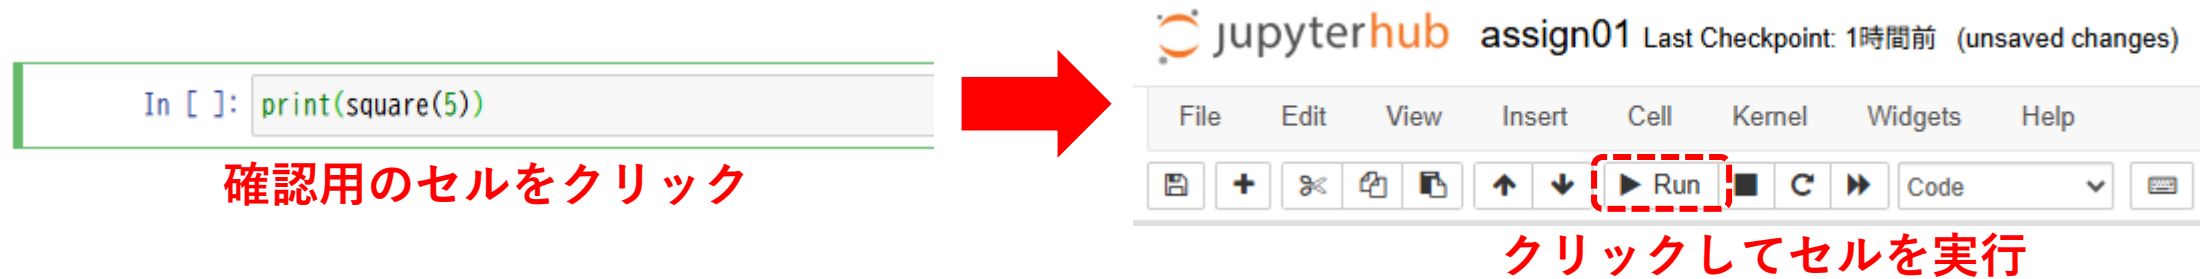 In [ ]: print(square(5))
確認用のセルをクリック
jupyterhub assign01 Last Checkpoint: 1時間前 (unsaved changes)
File Edit View Insert Cell Kernel Widgets Help
Run Code
クリックしてセルを実行